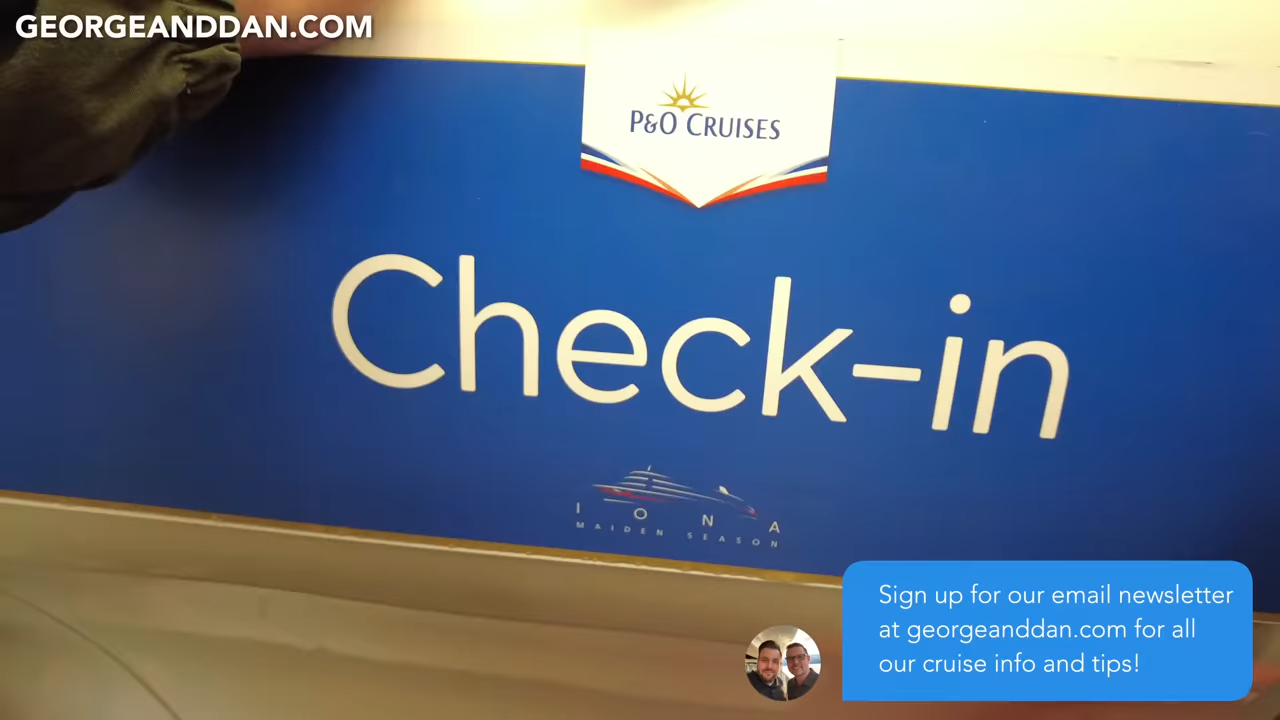 GEORGEANDDAN.COM
P&O CRUISES
Check-in
IONA
MAIDEN SEASON
Sign up for our email newsletter
at georgeanddan.com for all
our cruise info and tips!